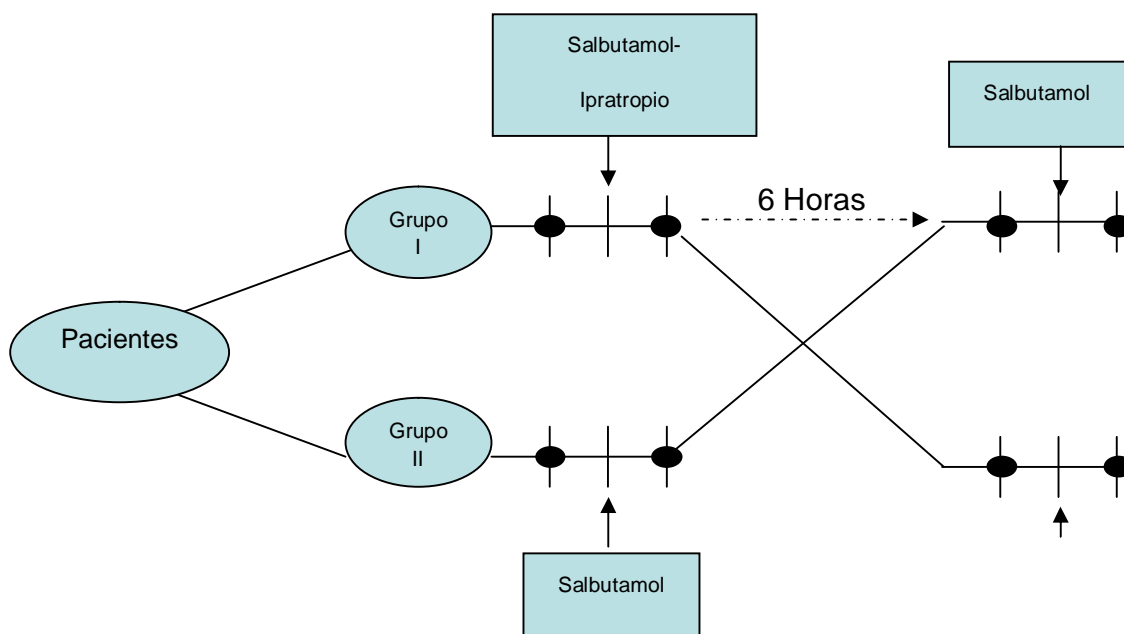 Salbutamol-
Ipratropio
Salbutamol
6 Horas
Grupo
I
Pacientes
Grupo
II
Salbutamol